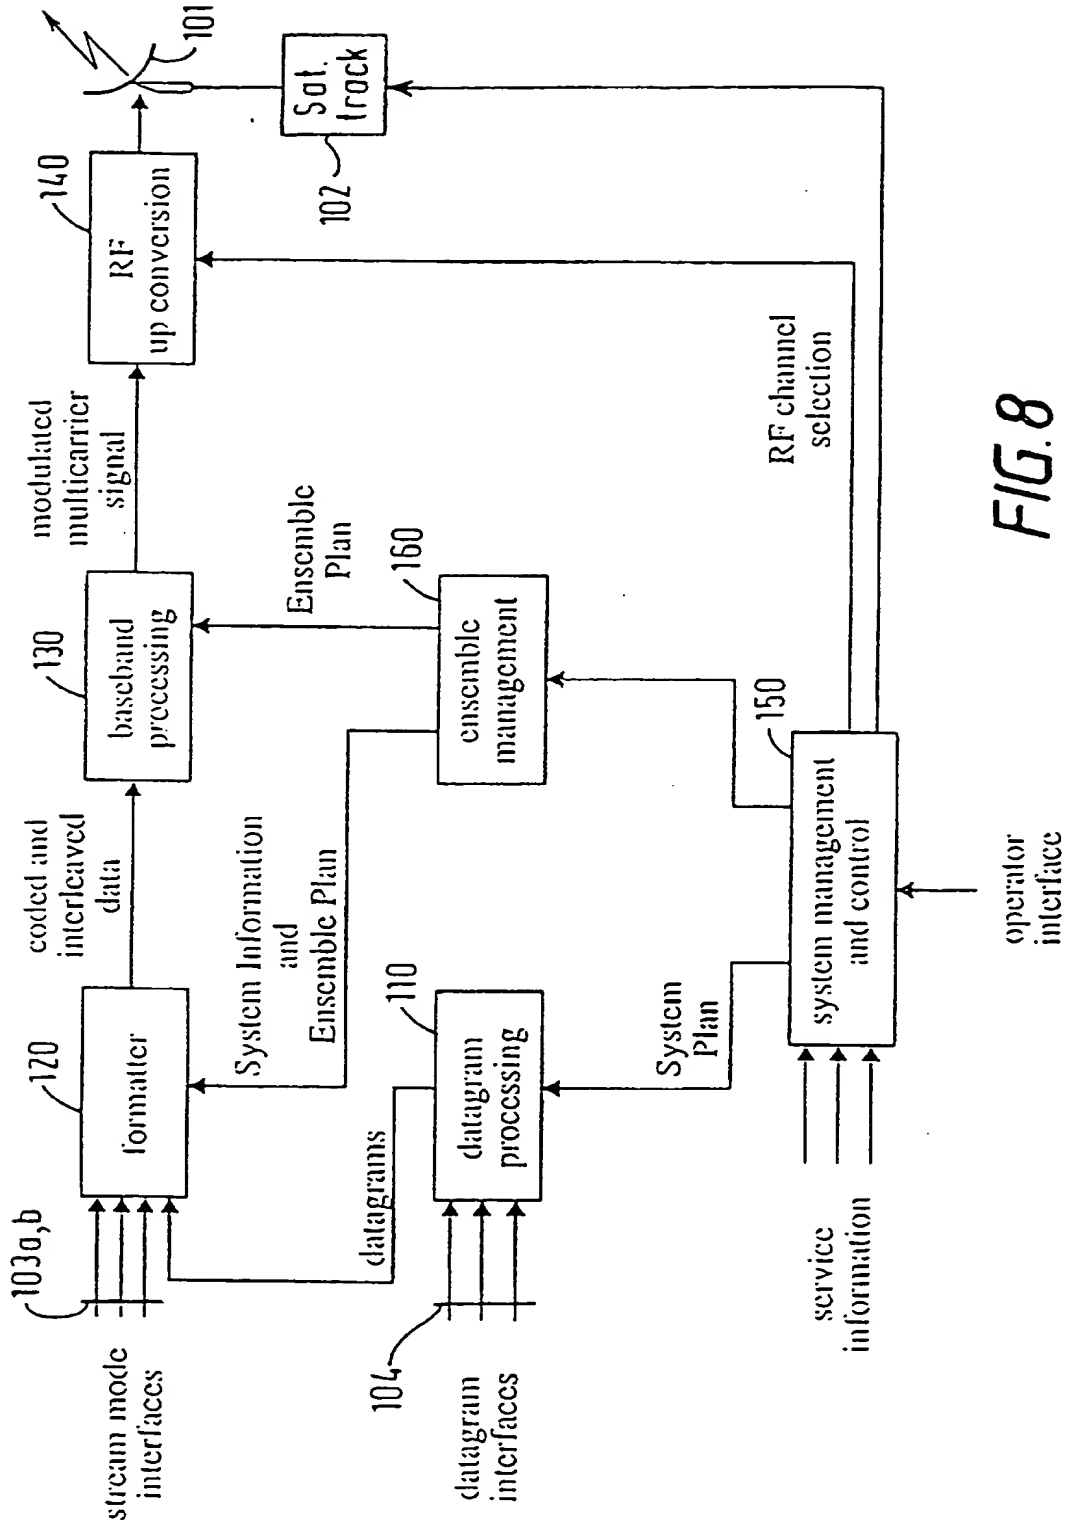 stream mode
interfaces
103a,b
120
formatter
coded and
interleaved
data
130
baseband
processing
modulated
multicarrier
signal
140
RF
up conversion
101
Sat.
track
102
System Information
and
Ensemble Plan
Ensemble
Plan
datagrams
datagram
interfaces
104
110
datagram
processing
160
ensemble
management
System
Plan
RF channel
selection
service
information
150
system management
and control
operator
interface
FIG. 8